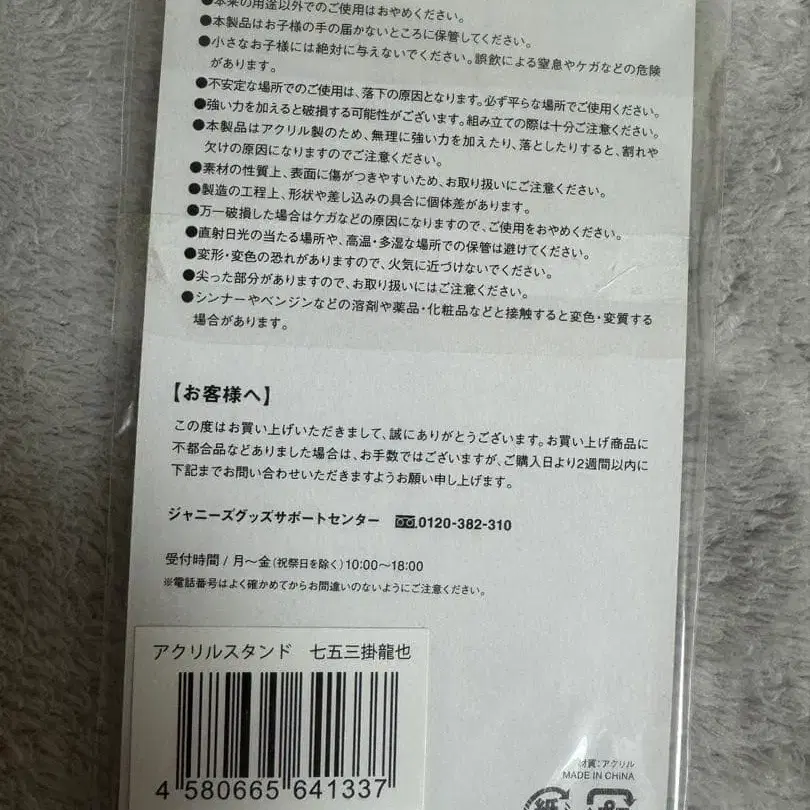 ●本来の用途以外でのご使用はおやめください。
●本製品はお子様の手の届かないところに保管してください。
●小さなお子様には絶対に与えないでください。誤飲による窒息やケガなどの危険
があります。
●不安定な場所でのご使用は、落下の原因となります。必ず平らな場所でご使用ください。
●強い力を加えると破損する可能性がございます。組み立ての際は十分ご注意ください。
●本製品はアクリル製のため、無理に強い力を加えたり、落としたりすると、割れや
欠けの原因になりますのでご注意ください。
●素材の性質上、表面に傷がつきやすいため、お取り扱いにご注意ください。
●製造の工程上、形状や差し込みの具合に個体差があります。
●万一破損した場合はケガなどの原因になりますので、ご使用をおやめください。
●直射日光の当たる場所や、高温・多湿な場所での保管は避けてください。
●変形・変色の恐れがありますので、火気に近づけないでください。
●尖った部分がありますので、お取り扱いにはご注意ください。
●シンナーやベンジンなどの溶剤や薬品・化粧品などと接触すると変色・変質する
場合があります。
【お客様へ】
この度はお買い上げいただきまして、誠にありがとうございます。お買い上げ商品に
不都合品などありました場合は、お手数ではございますが、ご購入日より2週間以内に
下記までお問い合わせいただきますようお願い申し上げます。
ジャニーズグッズサポートセンター 0120-382-310
受付時間 / 月〜金(祝祭日を除く)10:00〜18:00
※電話番号はよく確かめてからお間違いのないようにご注意ください。
アクリルスタンド 七五三掛龍也
4 580665 641337
材質：アクリル
MADE IN CHINA
紙